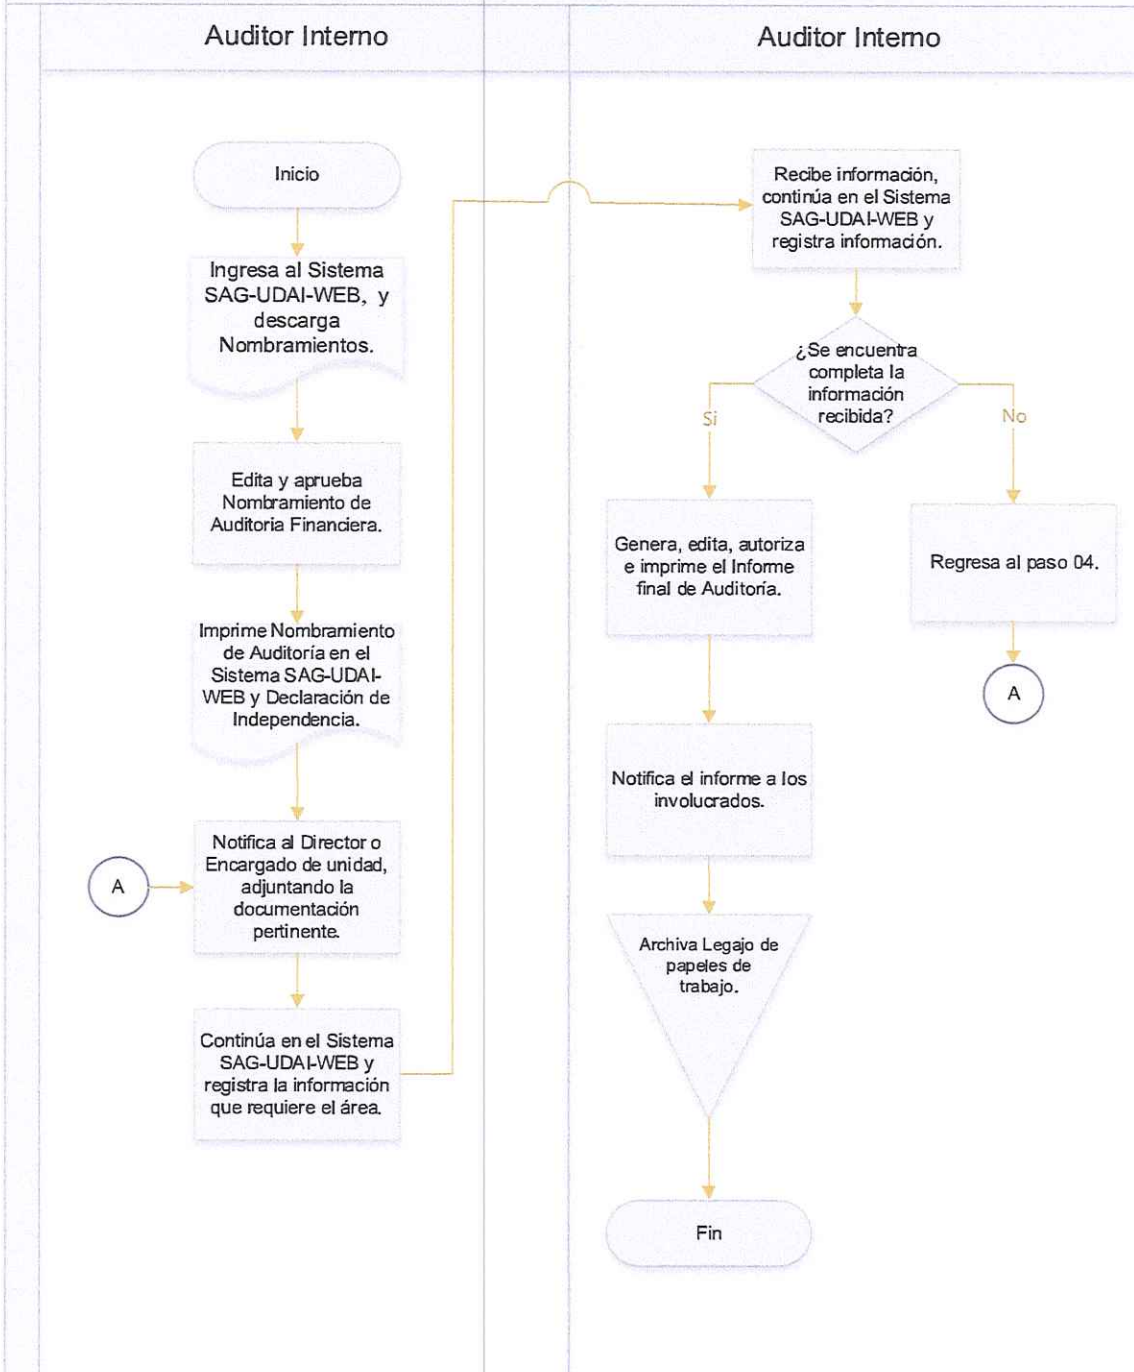 Auditor Interno
Inicio
Ingresa al Sistema
SAG-UDAI-WEB, y
descarga
Nombramientos.
Edita y aprueba
Nombramiento de
Auditoria Financiera.
Imprime Nombramiento
de Auditoría en el
Sistema SAG-UDAI-
WEB y Declaración de
Independencia.
A
Notifica al Director o
Encargado de unidad,
adjuntando la
documentación
pertinente.
Continúa en el Sistema
SAG-UDAI-WEB y
registra la información
que requiere el área.
Auditor Interno
Recibe información,
continúa en el Sistema
SAG-UDAI-WEB y
registra información.
¿Se encuentra
completa la
información
recibida?
Si
No
Genera, edita, autoriza
e imprime el Informe
final de Auditoría.
Regresa al paso 04.
A
Notifica el informe a los
involucrados.
Archiva Legajo de
papeles de
trabajo.
Fin